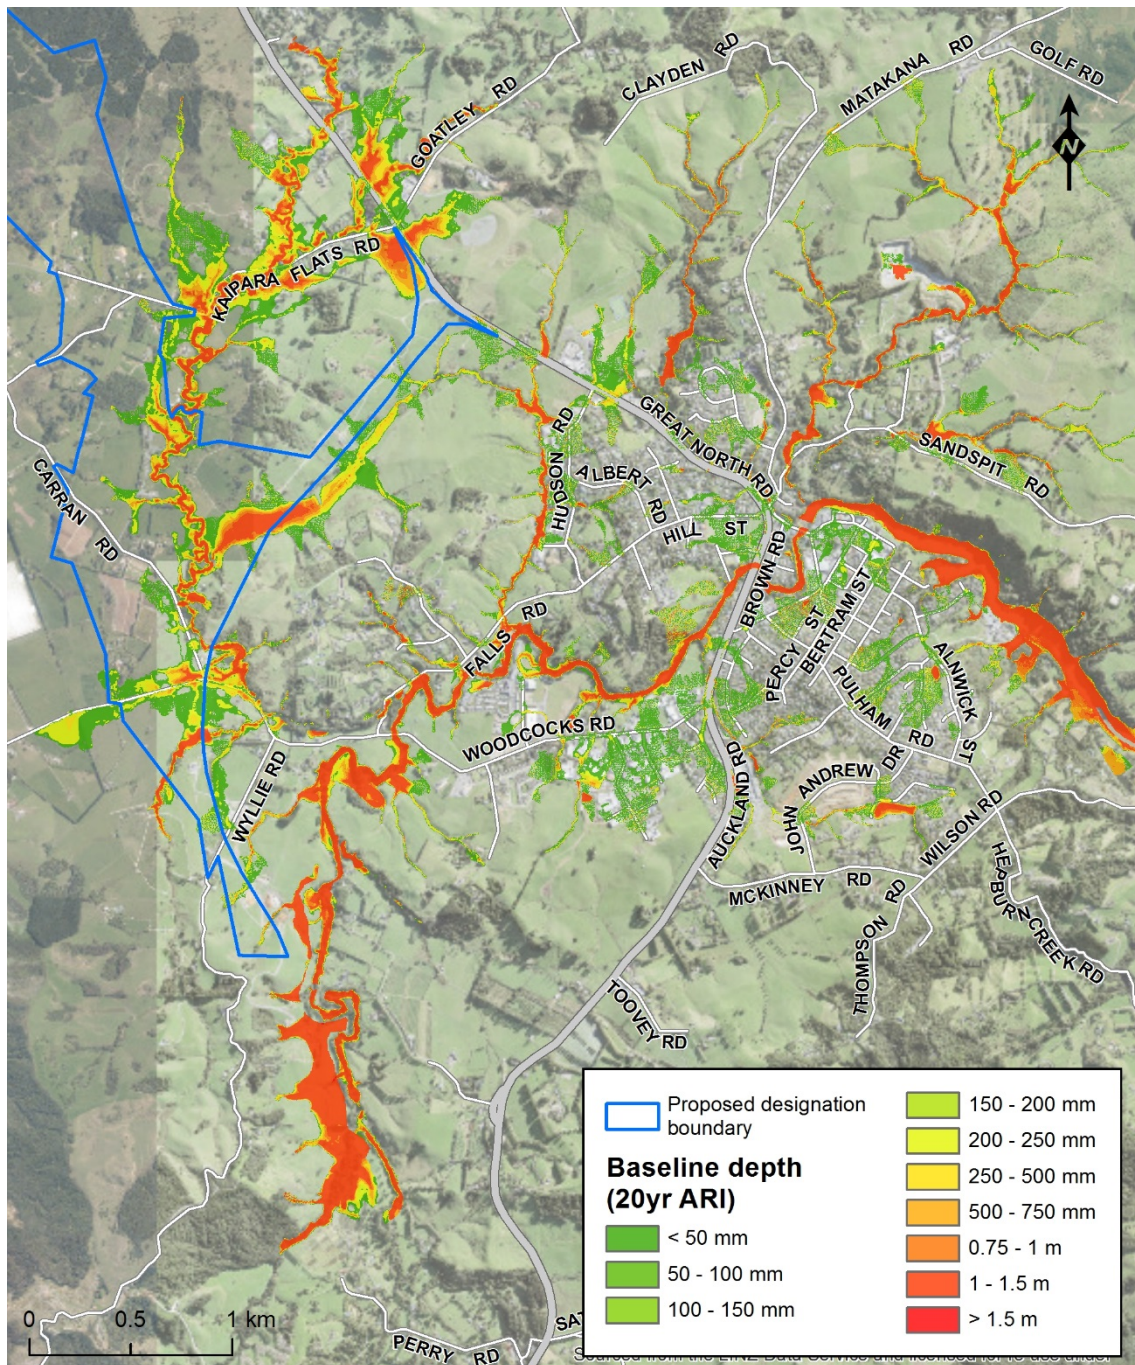 CLAYDEN RD
MATAKANA RD
GOLF RD
GOATLEY RD
N
KAIPARA FLATS RD
CARRAN RD
HUDSON RD
ALBERT RD
GREAT NORTH RD
HILL ST
SANDSPIT RD
BROWN RD
FALLS RD
PERCY ST
BERTRAM ST
ALNWICK ST
PULHAM RD
WOODCOCKS RD
WYLLIE RD
AUCKLAND RD
JOHN ANDREW DR
WILSON RD
MCKINNEY RD
HEPBURN CREEK RD
THOMPSON RD
TOOVEY RD
PERRY RD
SAT
Proposed designation
boundary
Baseline depth
(20yr ARI)
< 50 mm
50 - 100 mm
100 - 150 mm
150 - 200 mm
200 - 250 mm
250 - 500 mm
500 - 750 mm
0.75 - 1 m
1 - 1.5 m
> 1.5 m
0 0.5 1 km